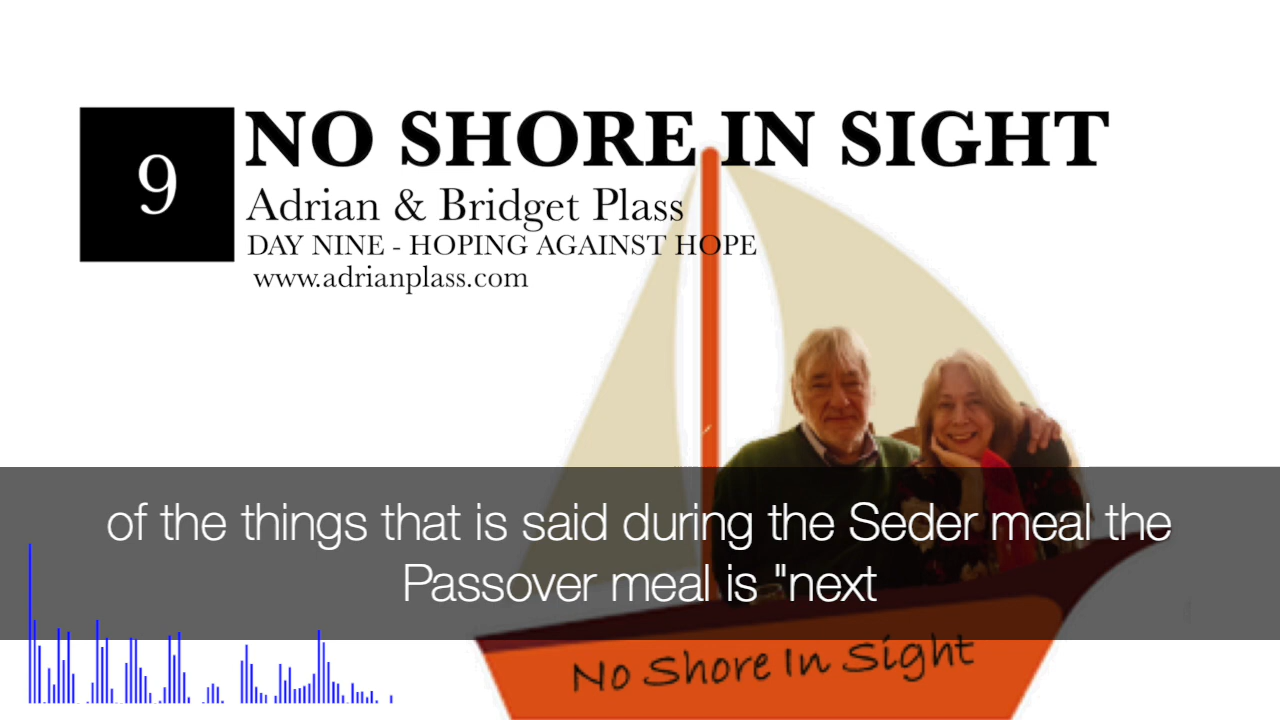 9
NO SHORE IN SIGHT
Adrian & Bridget Plass
DAY NINE - HOPING AGAINST HOPE
www.adrianplass.com
of the things that is said during the Seder meal the
Passover meal is "next
No Shore In Sight